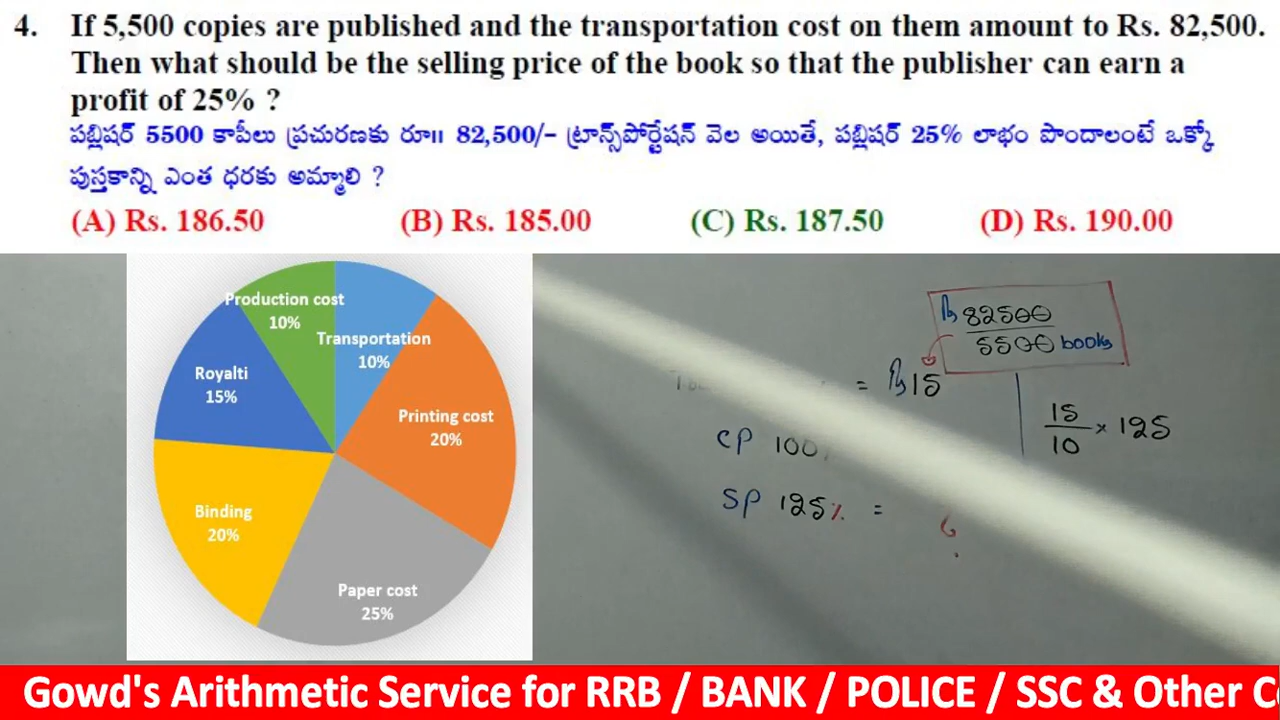 4. If 5,500 copies are published and the transportation cost on them amount to Rs. 82,500.
Then what should be the selling price of the book so that the publisher can earn a
profit of 25% ?
పబ్లిషర్ 5500 కాపీలు ప్రచురణకు రూ॥ 82,500/- ట్రాన్స్‌పోర్టేషన్ వెల అయితే, పబ్లిషర్ 25% లాభం పొందాలంటే ఒక్కో
పుస్తకాన్ని ఎంత ధరకు అమ్మాలి ?
(A) Rs. 186.50 (B) Rs. 185.00 (C) Rs. 187.50 (D) Rs. 190.00
Production cost
10%
Transportation
10%
Royalti
15%
Printing cost
20%
Binding
20%
Paper cost
25%
82500
5500 books
= 15
15
10 × 125
CP 100
SP 125% =
Gowd's Arithmetic Service for RRB / BANK / POLICE / SSC & Other